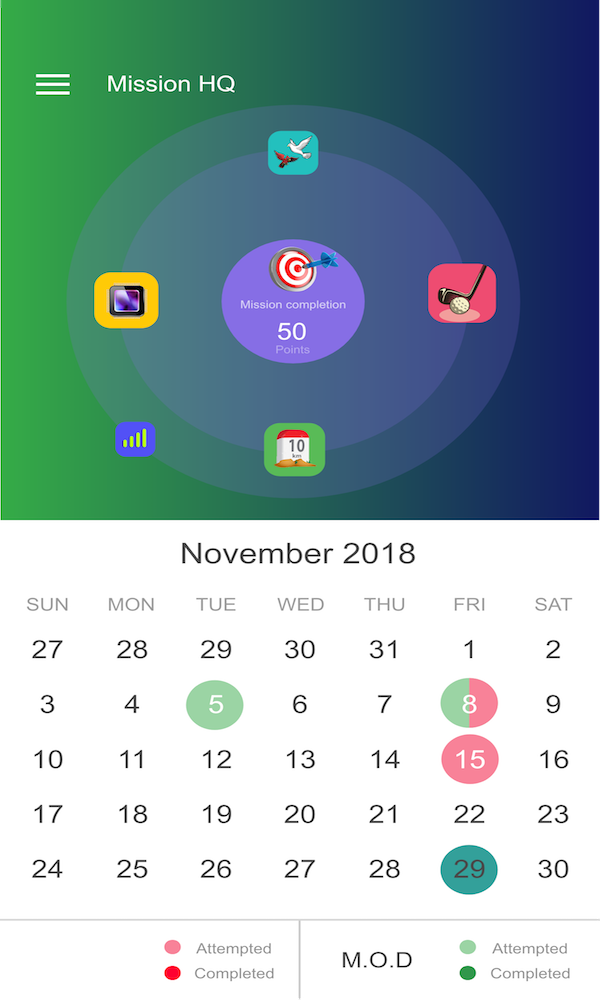 Mission HQ
Mission completion
50
Points
10
km
November 2018
SUN MON TUE WED THU FRI SAT
27 28 29 30 31 1 2
3 4 5 6 7 8 9
10 11 12 13 14 15 16
17 18 19 20 21 22 23
24 25 26 27 28 29 30
Attempted
Completed
M.O.D
Attempted
Completed